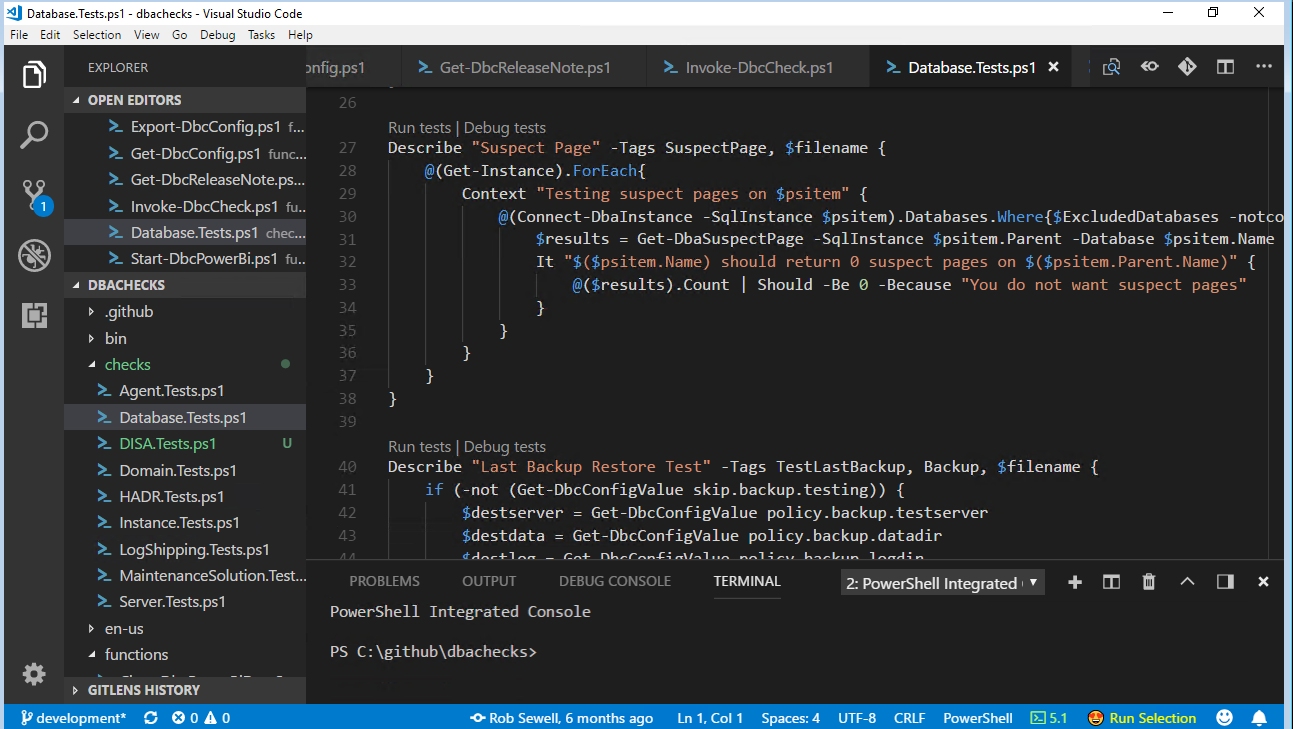 Database.Tests.ps1 - dbachecks - Visual Studio Code
File Edit Selection View Go Debug Tasks Help
EXPLORER
OPEN EDITORS
Export-DbcConfig.ps1 f...
Get-DbcConfig.ps1 func...
Get-DbcReleaseNote.ps...
Invoke-DbcCheck.ps1 fu...
Database.Tests.ps1 chec...
Start-DbcPowerBi.ps1 fu...
DBACHECKS
.github
bin
checks
Agent.Tests.ps1
Database.Tests.ps1
DISA.Tests.ps1 U
Domain.Tests.ps1
HADR.Tests.ps1
Instance.Tests.ps1
LogShipping.Tests.ps1
MaintenanceSolution.Test...
Server.Tests.ps1
en-us
functions
GITLENS HISTORY
1
onfig.ps1 Get-DbcReleaseNote.ps1 Invoke-DbcCheck.ps1 Database.Tests.ps1
26
Run tests | Debug tests
27 Describe "Suspect Page" -Tags SuspectPage, $filename {
28 @(Get-Instance).ForEach{
29 Context "Testing suspect pages on $psitem" {
30 @(Connect-DbaInstance -SqlInstance $psitem).Databases.Where{$ExcludedDatabases -notco
31 $results = Get-DbaSuspectPage -SqlInstance $psitem.Parent -Database $psitem.Name
32 It "$($psitem.Name) should return 0 suspect pages on $($psitem.Parent.Name)" {
33 @($results).Count | Should -Be 0 -Because "You do not want suspect pages"
34 }
35 }
36 }
37 }
38 }
39
Run tests | Debug tests
40 Describe "Last Backup Restore Test" -Tags TestLastBackup, Backup, $filename {
41 if (-not (Get-DbcConfigValue skip.backup.testing)) {
42 $destserver = Get-DbcConfigValue policy.backup.testserver
43 $destdata = Get-DbcConfigValue policy.backup.datadir
44 $destlog = Get-DbcConfigValue policy.backup.logdir
PROBLEMS OUTPUT DEBUG CONSOLE TERMINAL 2: PowerShell Integrated
PowerShell Integrated Console
PS C:\github\dbachecks>
development* 0 0 Rob Sewell, 6 months ago Ln 1, Col 1 Spaces: 4 UTF-8 CRLF PowerShell 5.1 Run Selection